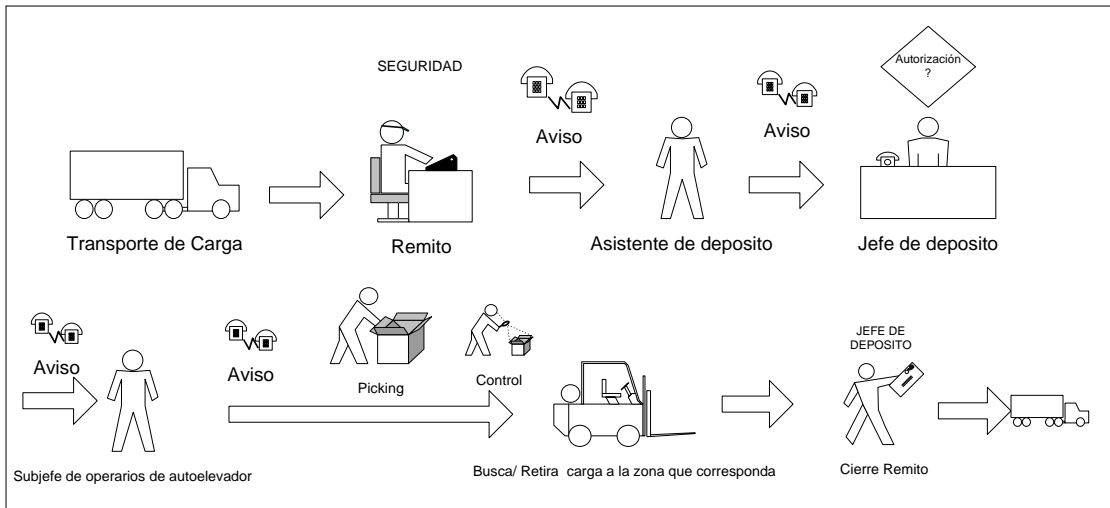 SEGURIDAD
Autorización
?
Aviso
Aviso
Transporte de Carga
Remito
Asistente de deposito
Jefe de deposito
Aviso
Aviso
Picking
Control
JEFE DE
DEPOSITO
Subjefe de operarios de autoelevador
Busca/ Retira carga a la zona que corresponda
Cierre Remito